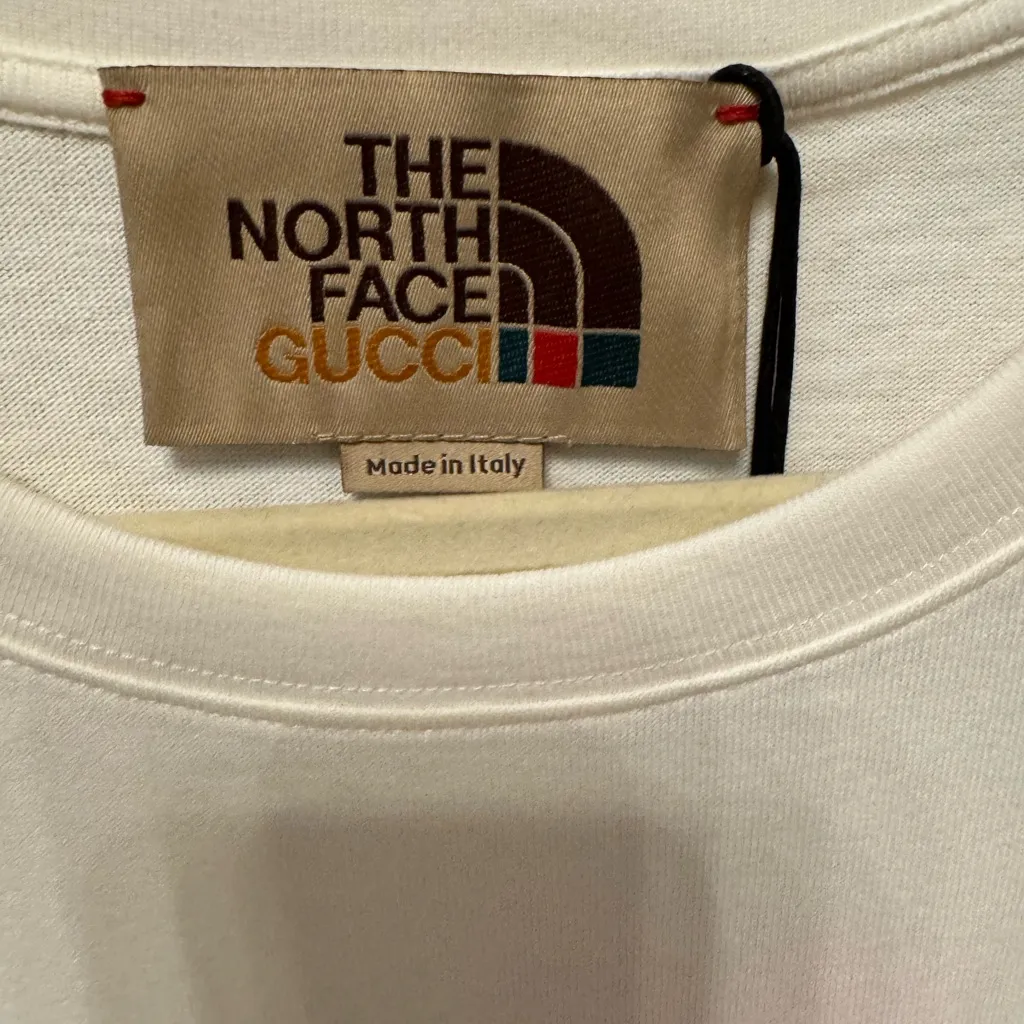 THE
NORTH
FACE
GUCCI
Made in Italy